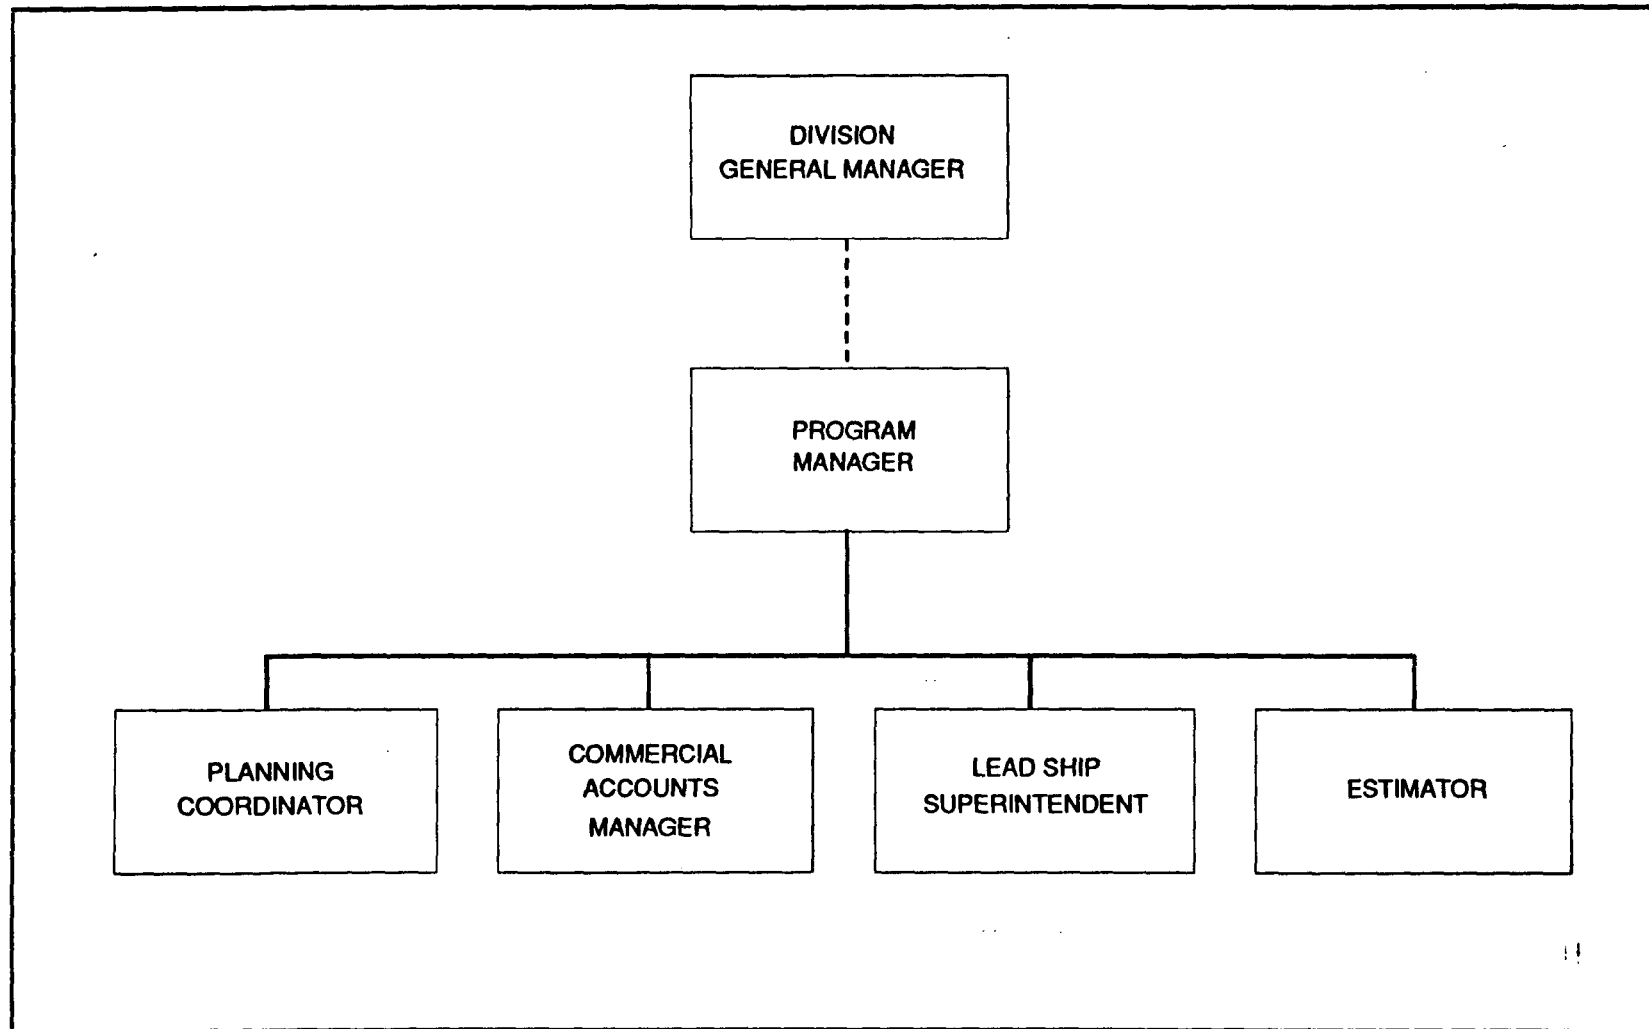 DIVISION
GENERAL MANAGER
PROGRAM
MANAGER
PLANNING
COORDINATOR
COMMERCIAL
ACCOUNTS
MANAGER
LEAD SHIP
SUPERINTENDENT
ESTIMATOR